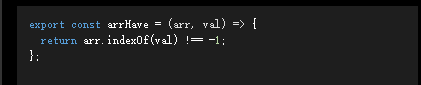 export const arrHave = (arr, val) => {
  return arr.indexOf(val) !== -1;
};